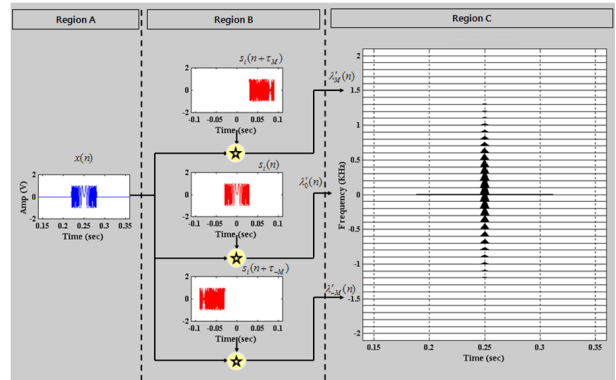 Region A
Region B
Region C
x(n)
Amp (V)
2
0
-2
0.15 0.2 0.25 0.3 0.35
Time (sec)
s_i(n+τ_M)
2
0
-2
-0.1 -0.05 0 0.05 0.1
Time (sec)
s_i(n)
2
0
-2
-0.1 -0.05 0 0.05 0.1
Time (sec)
s_i(n+τ_{-M})
2
0
-2
-0.1 -0.05 0 0.05 0.1
Time (sec)
λ'_M(n)
λ'_0(n)
λ'_{-M}(n)
Frequency (KHz)
2
1.5
1
0.5
0
-0.5
-1
-1.5
-2
0.15 0.2 0.25 0.3 0.35
Time (sec)